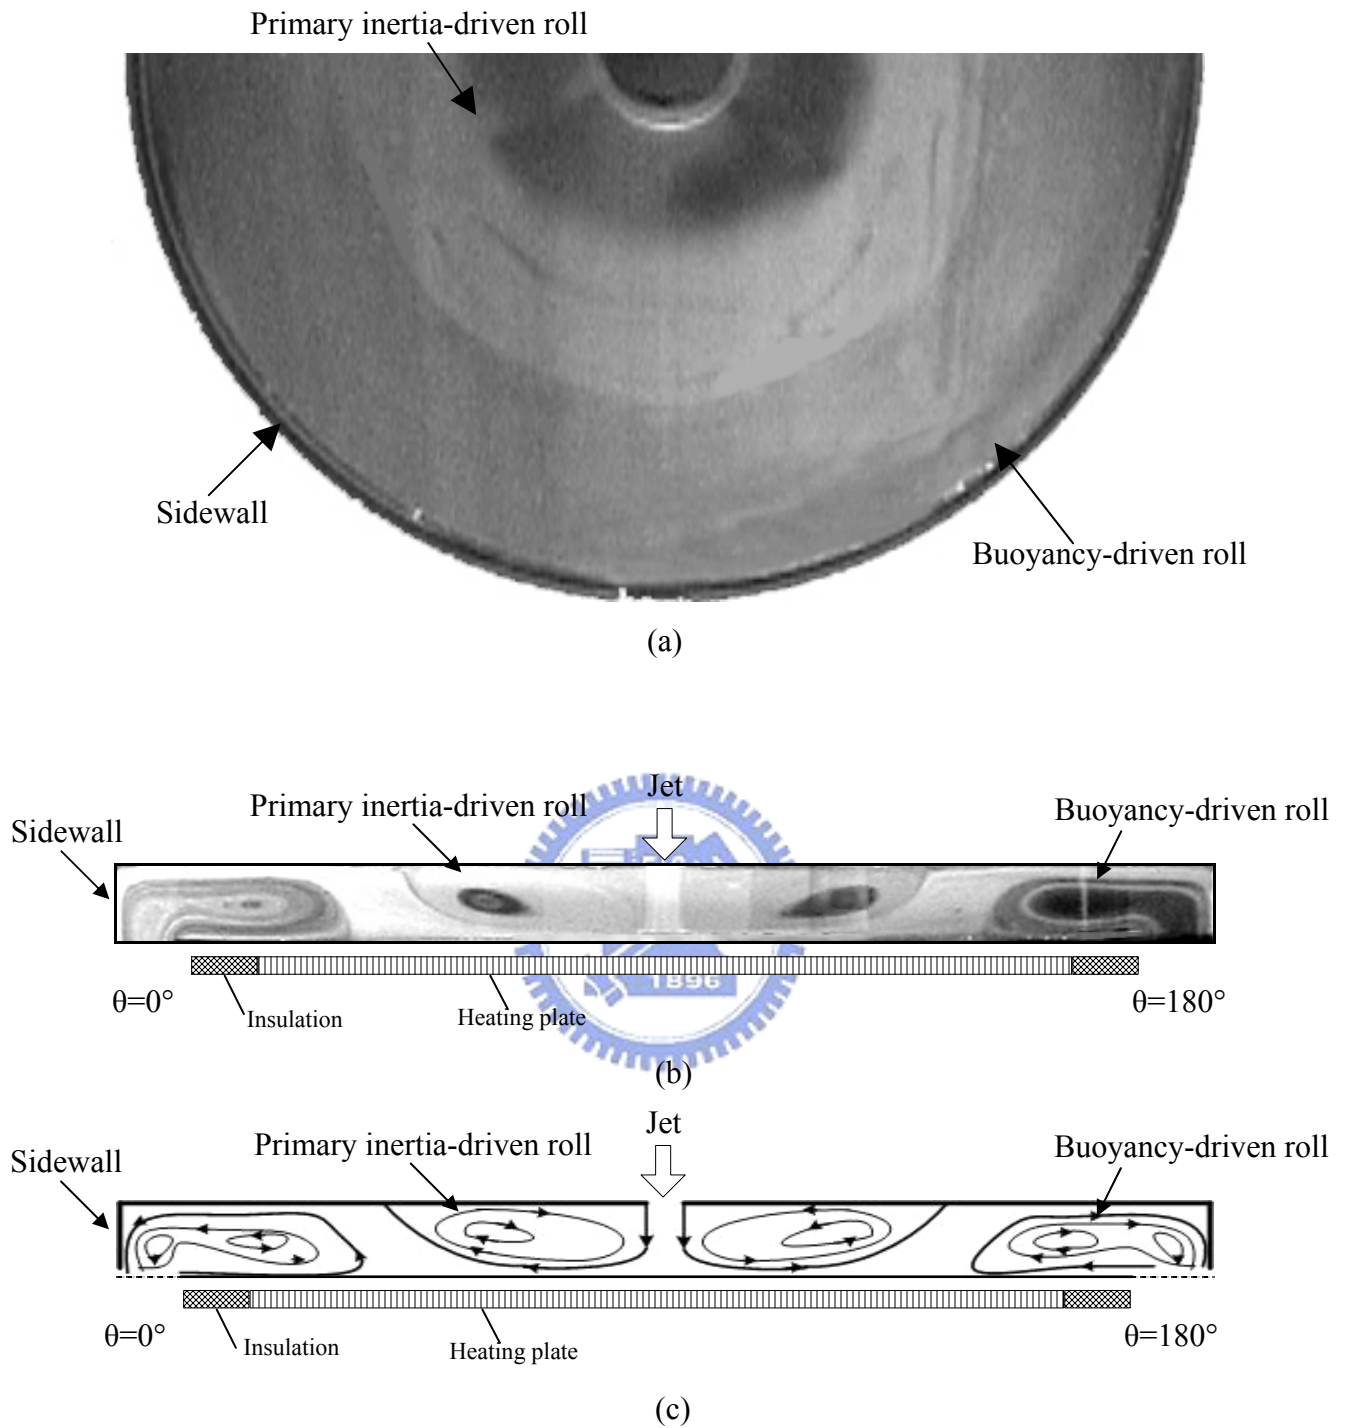 Primary inertia-driven roll
Sidewall
Buoyancy-driven roll
(a)
Jet
Primary inertia-driven roll
Buoyancy-driven roll
Sidewall
θ=0°
θ=180°
Insulation
Heating plate
1896
(b)
Jet
Primary inertia-driven roll
Buoyancy-driven roll
Sidewall
θ=0°
θ=180°
Insulation
Heating plate
(c)